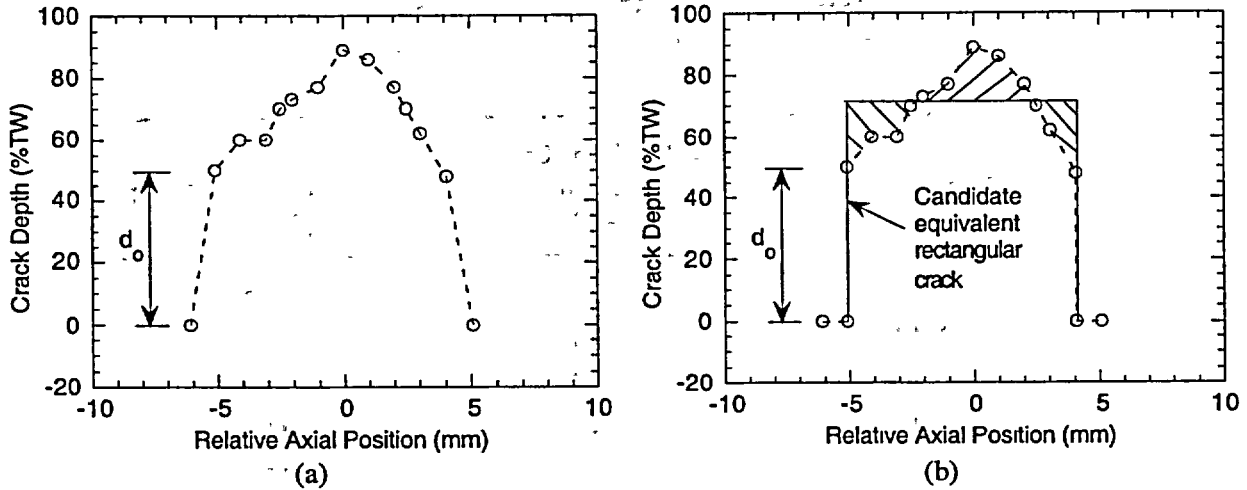 100
80
60
40
20
0
-20
Crack Depth (%TW)
d o
-10
-5
0
5
10
Relative Axial Position (mm)
(a)
100
80
60
40
20
0
-20
Crack Depth (%TW)
d o
Candidate
equivalent
rectangular
crack
-10
-5
0
5
10
Relative Axial Position (mm)
(b)